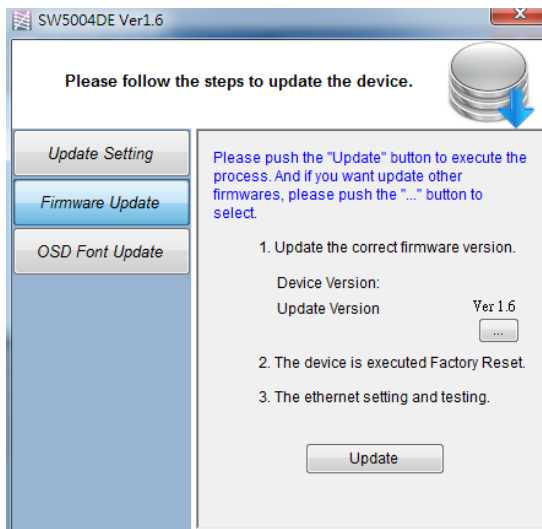 SW5004DE Ver1.6
Please follow the steps to update the device.
Update Setting
Firmware Update
OSD Font Update
Please push the "Update" button to execute the
process. And if you want update other
firmwares, please push the "..." button to
select.
1. Update the correct firmware version.
Device Version:
Update Version Ver 1.6
...
2. The device is executed Factory Reset.
3. The ethernet setting and testing.
Update